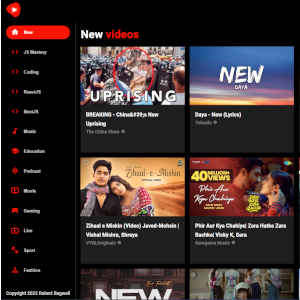 New videos
New
JS Mastery
Coding
ReactJS
NextJS
Music
Education
Podcast
Movie
Gaming
Live
Sport
Fashion
Copyright 2022 Robert Bagwell
UPRISING
BREAKING - China&#39;s New
Uprising
The China Show
NEW
DAYA
Daya - New (Lyrics)
7clouds
Zihaal e Miskin
Zihaal e Miskin (Video) Javed-Mohsin |
Vishal Mishra, Shreya
VYRLOriginals
40 MILLION+
VIEWS
Phir Aur
Kya Chahiye
Phir Aur Kya Chahiye| Zara Hatke Zara
Bachke| Vicky K, Sara
Saregama Music
NEW